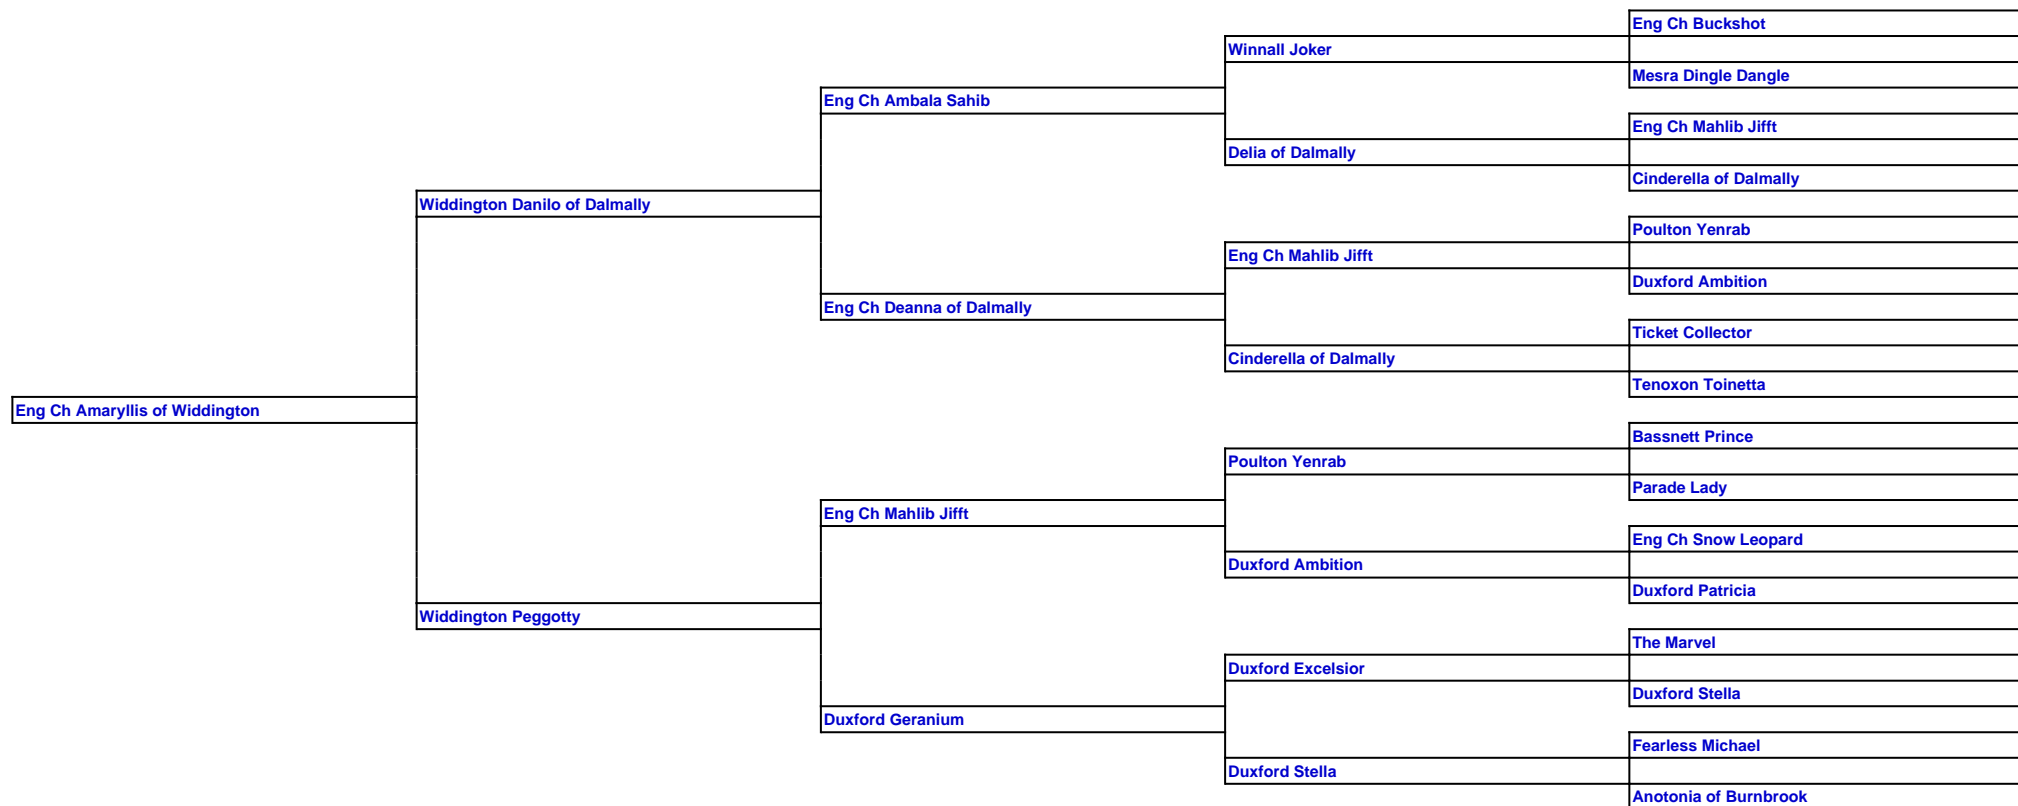 Eng Ch Buckshot
Winnall Joker
Mesra Dingle Dangle
Eng Ch Ambala Sahib
Eng Ch Mahlib Jifft
Delia of Dalmally
Cinderella of Dalmally
Widdington Danilo of Dalmally
Poulton Yenrab
Eng Ch Mahlib Jifft
Duxford Ambition
Eng Ch Deanna of Dalmally
Ticket Collector
Cinderella of Dalmally
Tenoxon Toinetta
Eng Ch Amaryllis of Widdington
Bassnett Prince
Poulton Yenrab
Parade Lady
Eng Ch Mahlib Jifft
Eng Ch Snow Leopard
Duxford Ambition
Duxford Patricia
Widdington Peggotty
The Marvel
Duxford Excelsior
Duxford Stella
Duxford Geranium
Fearless Michael
Duxford Stella
Anotonia of Burnbrook